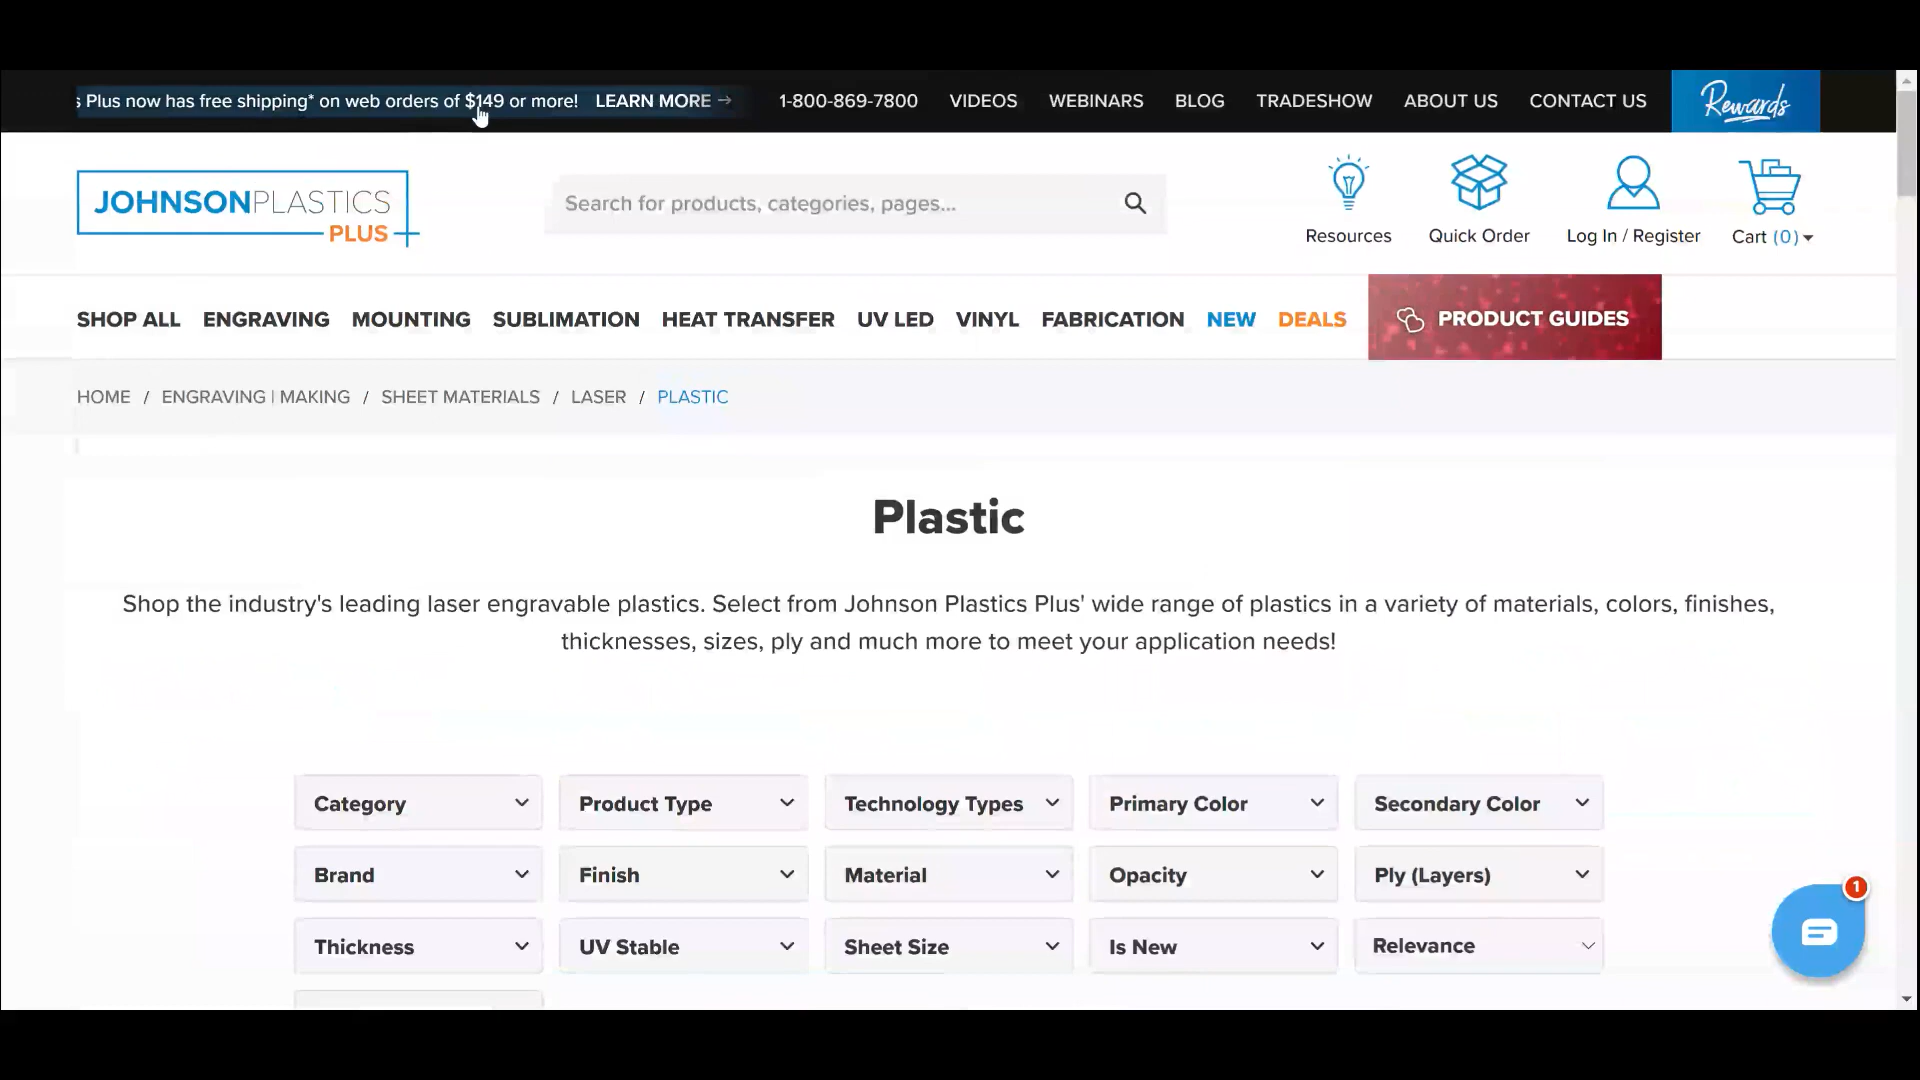 Plus now has free shipping* on web orders of $149 or more! LEARN MORE → 1-800-869-7800 VIDEOS WEBINARS BLOG TRADESHOW ABOUT US CONTACT US Rewards
JOHNSONPLASTICS
PLUS
Search for products, categories, pages...
Resources Quick Order Log In / Register Cart (0)
SHOP ALL ENGRAVING MOUNTING SUBLIMATION HEAT TRANSFER UV LED VINYL FABRICATION NEW DEALS PRODUCT GUIDES
HOME / ENGRAVING | MAKING / SHEET MATERIALS / LASER / PLASTIC
Plastic
Shop the industry's leading laser engravable plastics. Select from Johnson Plastics Plus' wide range of plastics in a variety of materials, colors, finishes,
thicknesses, sizes, ply and much more to meet your application needs!
Category Product Type Technology Types Primary Color Secondary Color
Brand Finish Material Opacity Ply (Layers)
Thickness UV Stable Sheet Size Is New Relevance
1